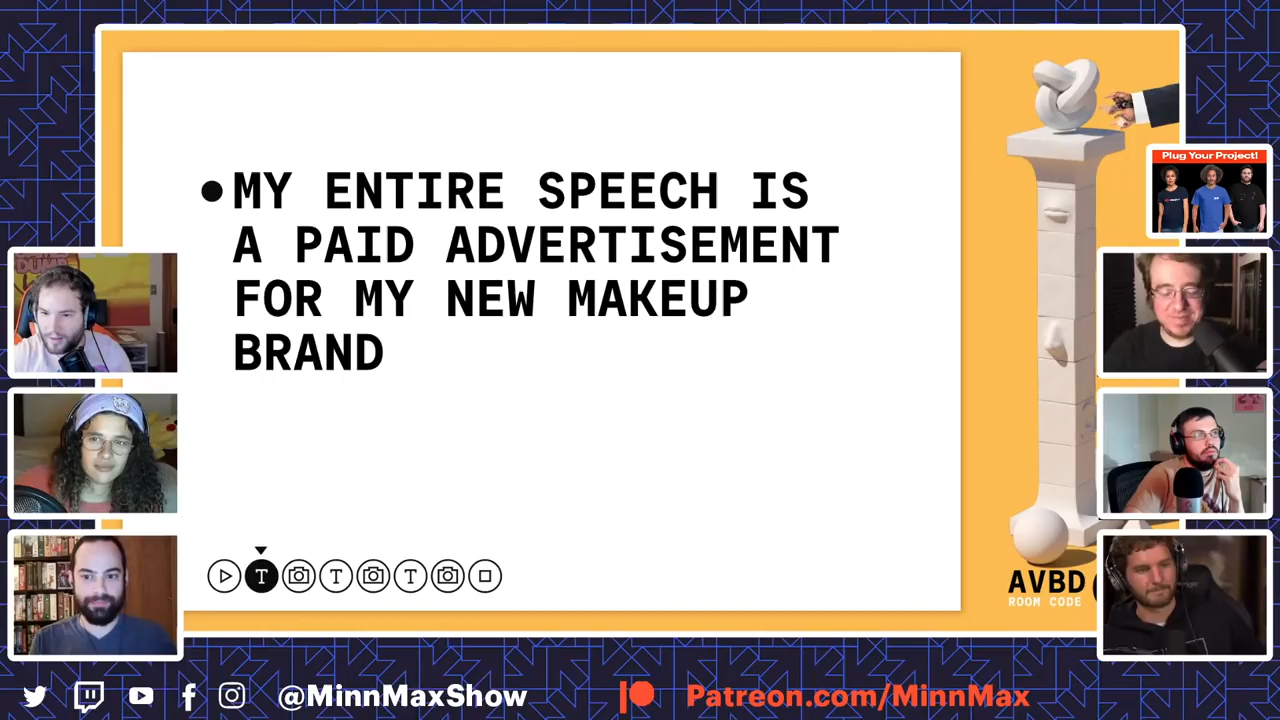 • MY ENTIRE SPEECH IS
A PAID ADVERTISEMENT
FOR MY NEW MAKEUP
BRAND
Plug Your Project!
T T T
AVBD
ROOM CODE
@MinnMaxShow
Patreon.com/MinnMax